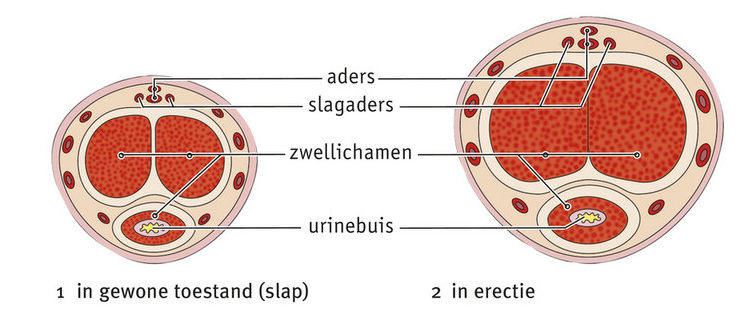 aders
slagaders
zwellichamen
urinebuis
1 in gewone toestand (slap)
2 in erectie